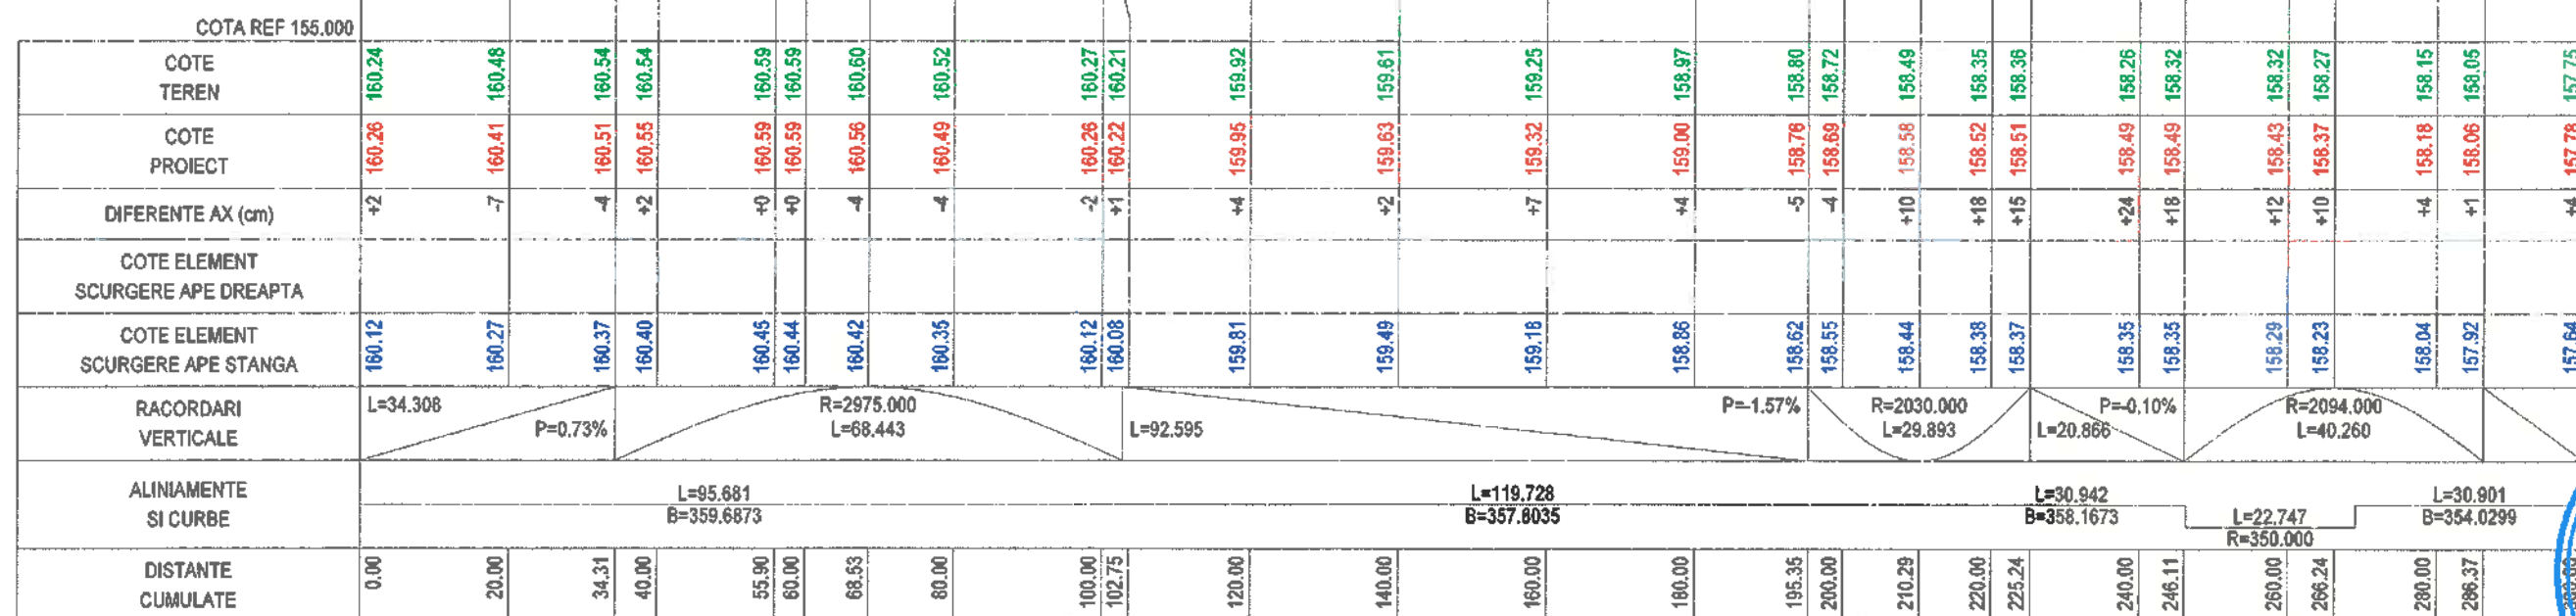 COTA REF 155.000
COTE
TEREN
160.24 160.48 160.54 160.54 160.59 160.59 160.60 160.52 160.27 160.21 159.92 159.61 159.25 158.97 158.80 158.72 158.49 158.35 158.36 158.26 158.32 158.32 158.27 158.15 158.05 157.75
COTE
PROIECT
160.26 160.41 160.51 160.55 160.59 160.59 160.56 160.49 160.26 160.22 159.95 159.63 159.32 159.00 158.76 158.69 158.58 158.52 158.51 158.49 158.49 158.43 158.37 158.18 158.06 157.78
DIFERENTE AX (cm)
+2 -7 -4 +2 +0 +0 -4 -4 -2 +1 +4 +2 +7 +4 -5 -4 +10 +18 +15 +24 +18 +12 +10 +4 +1 +4
COTE ELEMENT
SCURGERE APE DREAPTA
COTE ELEMENT
SCURGERE APE STANGA
160.12 160.27 160.37 160.40 160.45 160.44 160.42 160.35 160.12 160.08 159.81 159.49 159.18 158.86 158.62 158.55 158.44 158.38 158.37 158.35 158.35 158.29 158.23 158.04 157.92 157.64
RACORDARI
VERTICALE
L=34.308 R=2975.000 P=-1.57% R=2030.000 P=-0.10% R=2094.000
P=0.73% L=68.443 L=92.595 L=29.893 L=20.866 L=40.260
ALINIAMENTE
SI CURBE
L=95.681 L=119.728 L=30.942 L=30.901
B=359.6873 B=357.8035 B=358.1673 L=22.747 B=354.0299
R=350.000
DISTANTE
CUMULATE
0.00 20.00 34.31 40.00 55.90 60.00 68.53 80.00 100.00 102.75 120.00 140.00 160.00 180.00 195.35 200.00 210.29 220.00 225.24 240.00 246.11 260.00 266.24 280.00 286.37